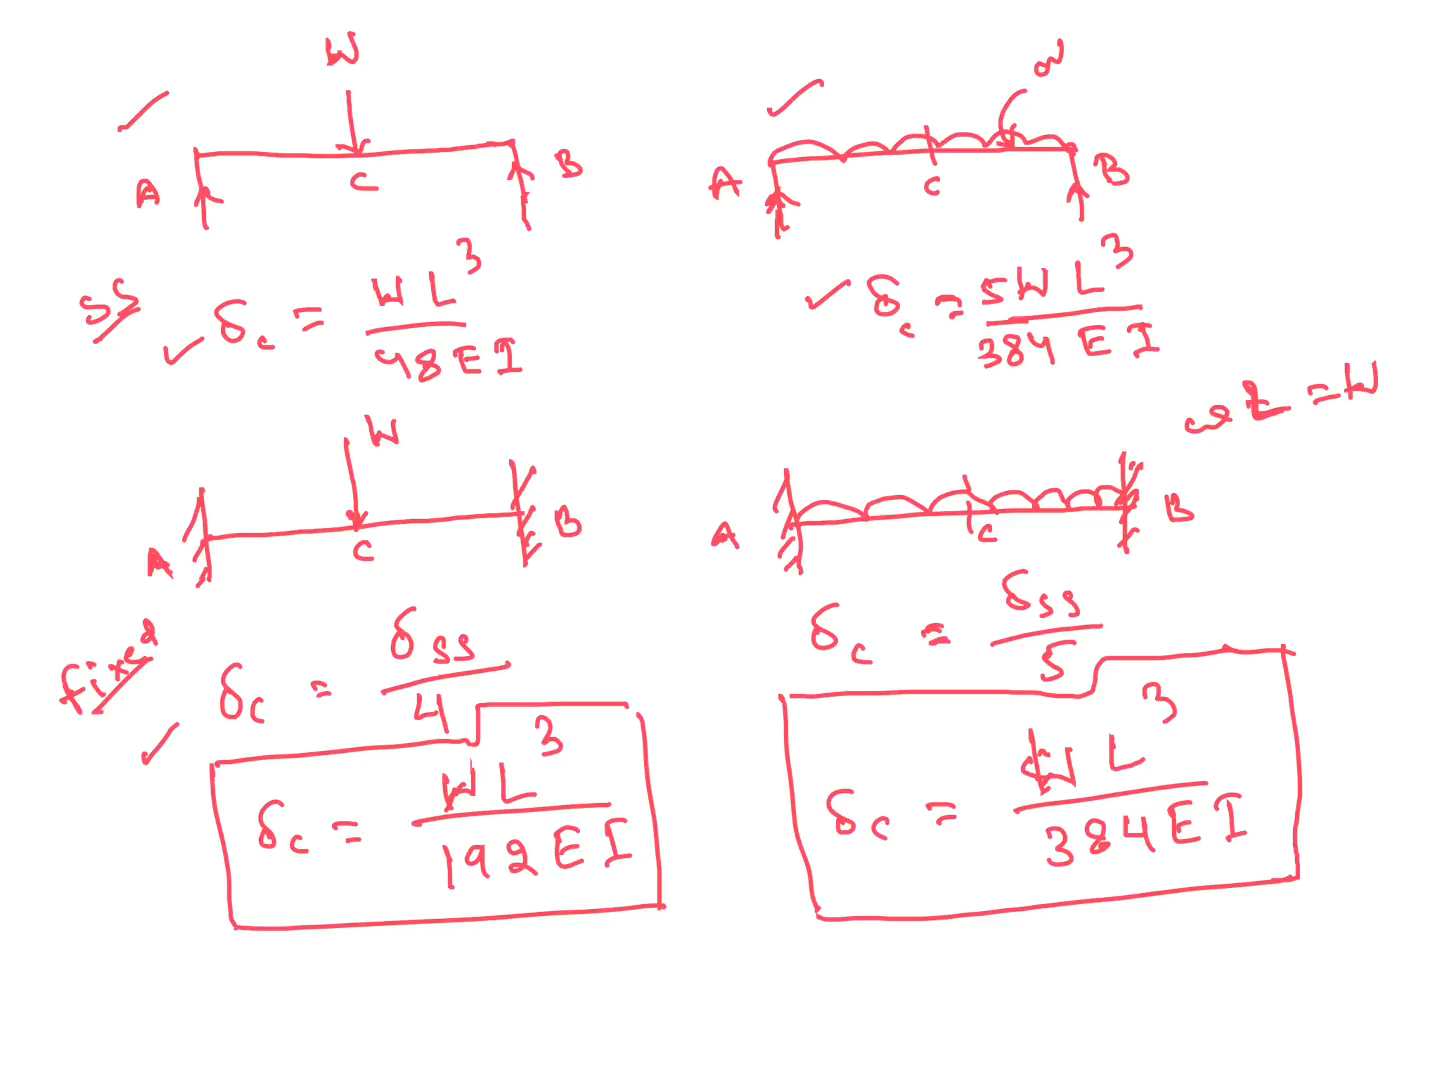 W
A C B
ω
A C B
SS δc = WL³/48EI
δc = 5WL³/384EI
ωL = W
W
A C B
A C B
fixed δc = δss/4
δc = WL³/192EI
δc = δss/5
δc = WL³/384EI